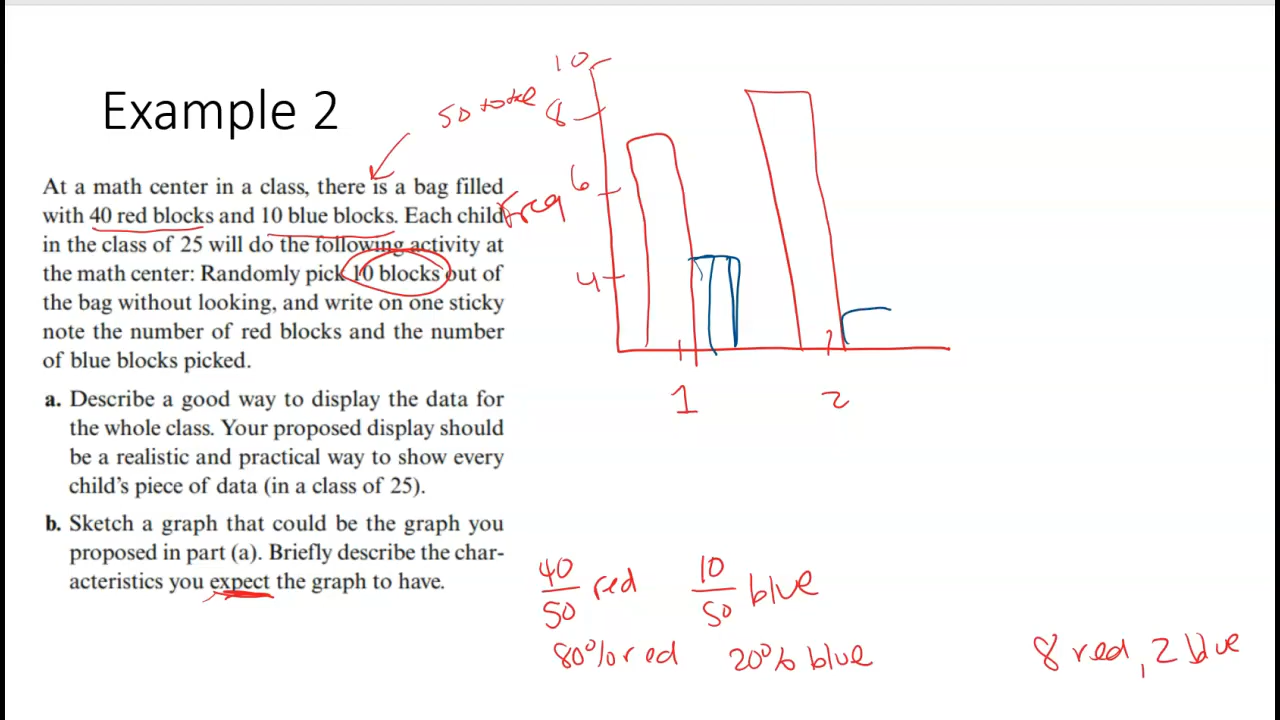 Example 2
50 total
At a math center in a class, there is a bag filled
with 40 red blocks and 10 blue blocks. Each child
in the class of 25 will do the following activity at
the math center: Randomly pick 10 blocks out of
the bag without looking, and write on one sticky
note the number of red blocks and the number
of blue blocks picked.
a. Describe a good way to display the data for
the whole class. Your proposed display should
be a realistic and practical way to show every
child's piece of data (in a class of 25).
b. Sketch a graph that could be the graph you
proposed in part (a). Briefly describe the char-
acteristics you expect the graph to have.
10
8
6
Freq
4
1 2
40/50 red 10/50 blue
80% red 20% blue
8 red, 2 blue